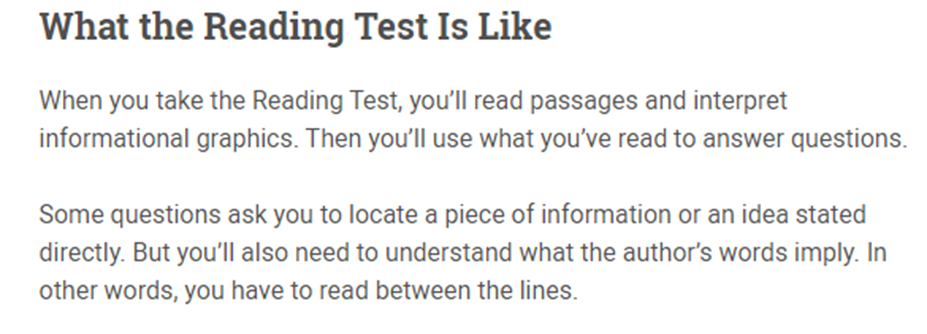 What the Reading Test Is Like
When you take the Reading Test, you’ll read passages and interpret
informational graphics. Then you’ll use what you’ve read to answer questions.
Some questions ask you to locate a piece of information or an idea stated
directly. But you’ll also need to understand what the author’s words imply. In
other words, you have to read between the lines.